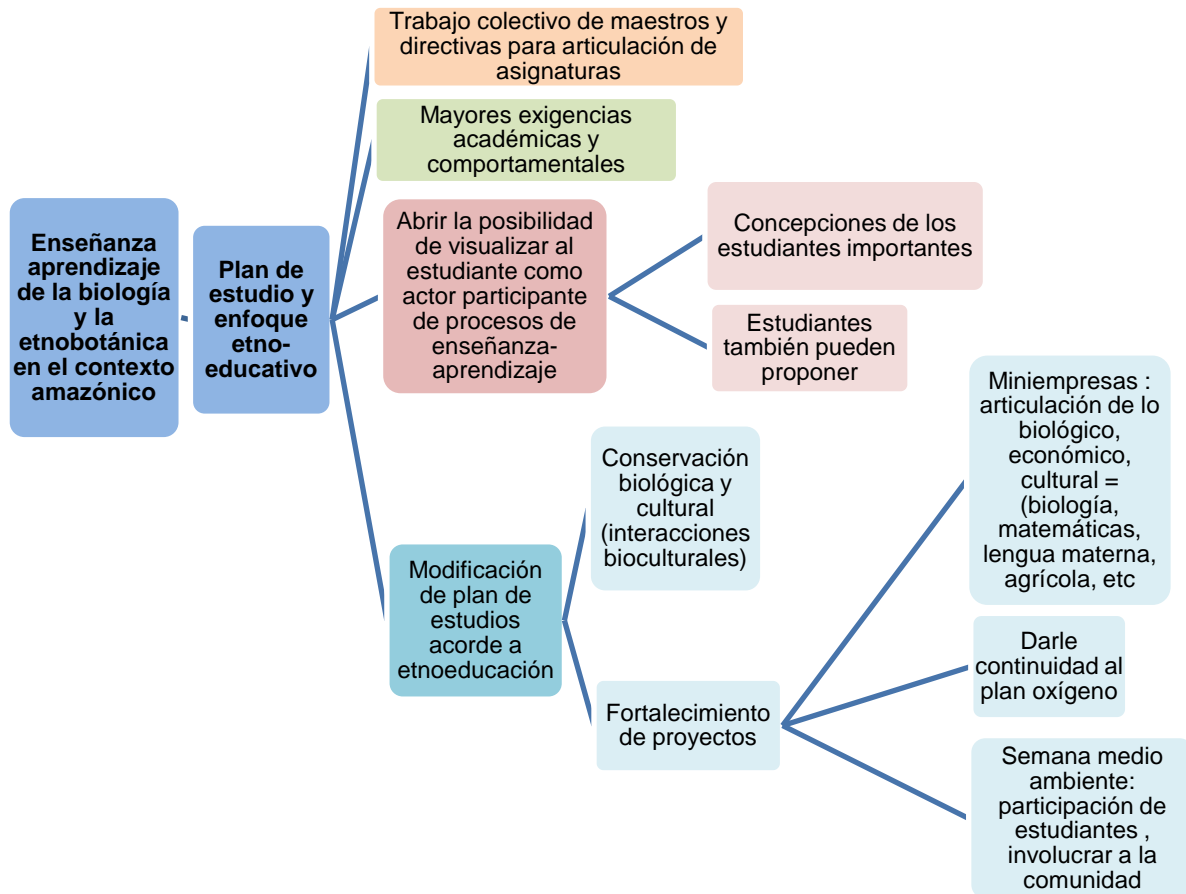 Trabajo colectivo de maestros y
directivas para articulación de
asignaturas
Mayores exigencias
académicas y
comportamentales
Enseñanza
aprendizaje
de la biología
y la
etnobotánica
en el contexto
amazónico
Plan de
estudio y
enfoque
etno-
educativo
Abrir la posibilidad
de visualizar al
estudiante como
actor participante
de procesos de
enseñanza-
aprendizaje
Concepciones de los
estudiantes importantes
Estudiantes
también pueden
proponer
Modificación
de plan de
estudios
acorde a
etnoeducación
Conservación
biológica y
cultural
(interacciones
bioculturales)
Fortalecimiento
de proyectos
Miniempresas :
articulación de lo
biológico,
económico,
cultural =
(biología,
matemáticas,
lengua materna,
agrícola, etc
Darle
continuidad al
plan oxígeno
Semana medio
ambiente:
participación de
estudiantes ,
involucrar a la
comunidad